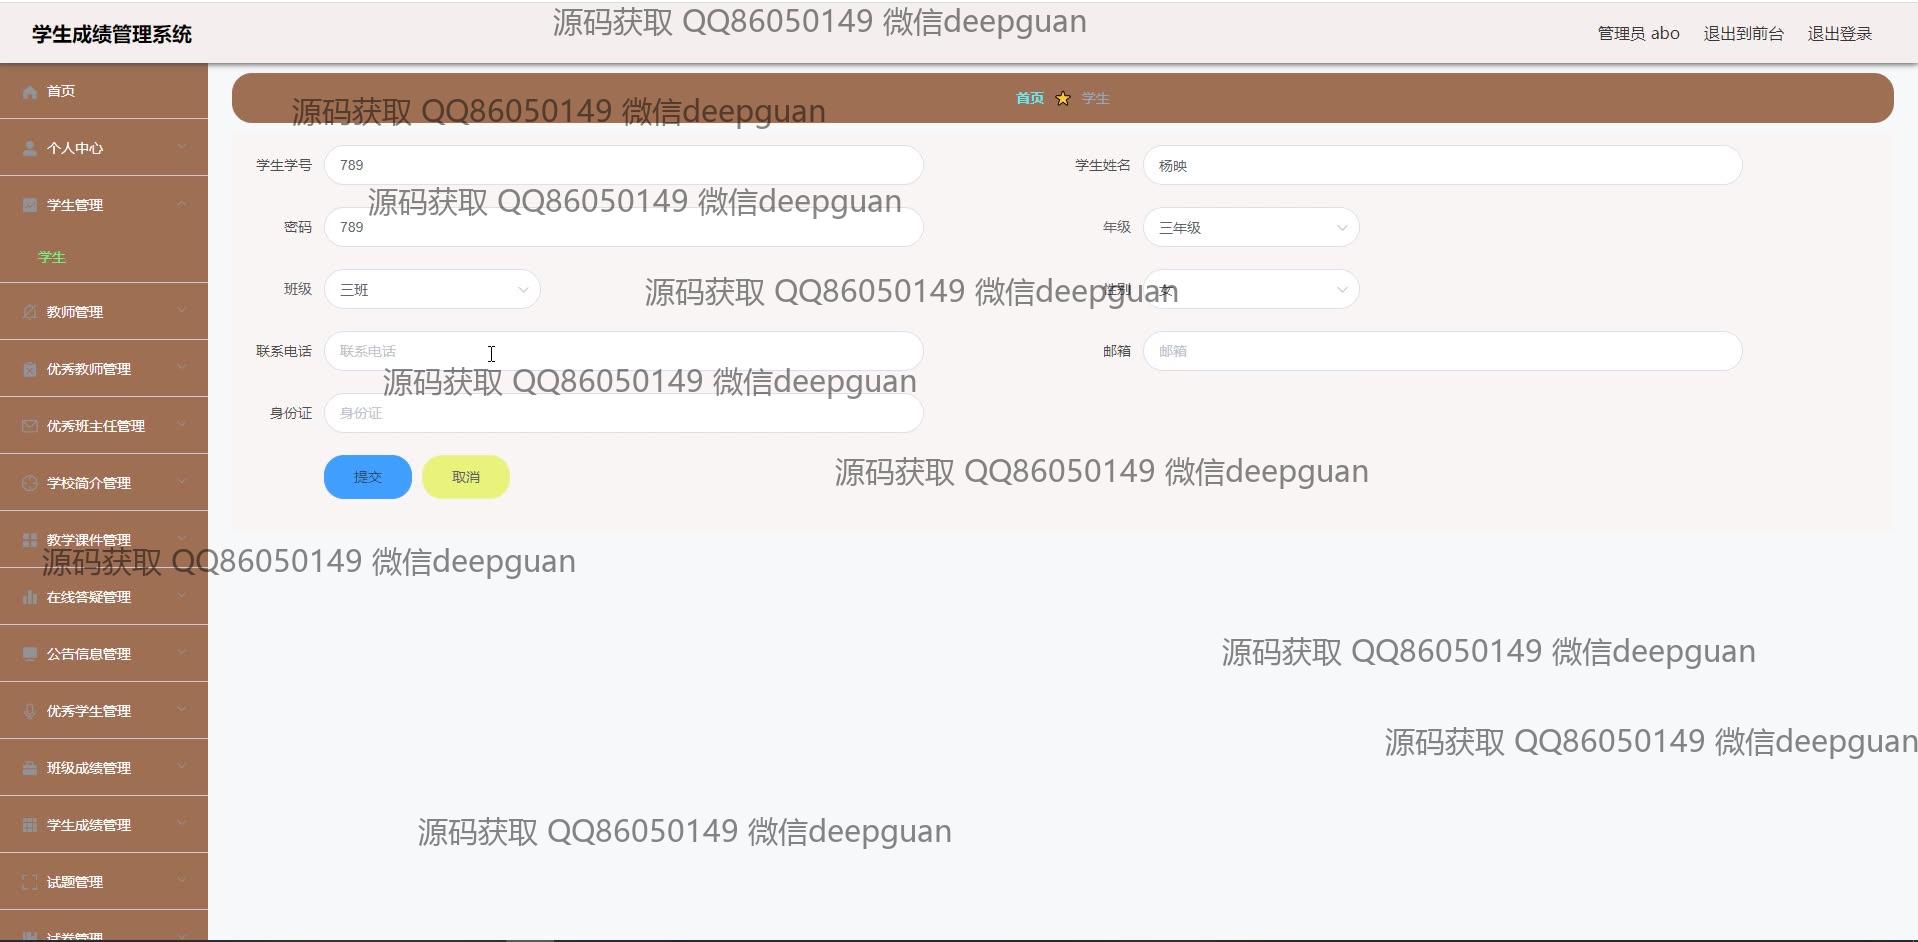 源码获取 QQ86050149 微信deepguan
学生成绩管理系统
管理员 abo 退出到前台 退出登录
首页
首页 学生
源码获取 QQ86050149 微信deepguan
个人中心
学生学号 789 学生姓名 杨映
学生管理
源码获取 QQ86050149 微信deepguan
密码 789 年级 三年级
学生
班级 三班 性别 女
源码获取 QQ86050149 微信deepguan
教师管理
联系电话 联系电话 邮箱 邮箱
优秀教师管理
源码获取 QQ86050149 微信deepguan
身份证 身份证
优秀班主任管理
提交 取消
源码获取 QQ86050149 微信deepguan
学校简介管理
教学课件管理
源码获取 QQ86050149 微信deepguan
在线答疑管理
公告信息管理
源码获取 QQ86050149 微信deepguan
优秀学生管理
源码获取 QQ86050149 微信deepguan
班级成绩管理
学生成绩管理
源码获取 QQ86050149 微信deepguan
试题管理
试卷管理